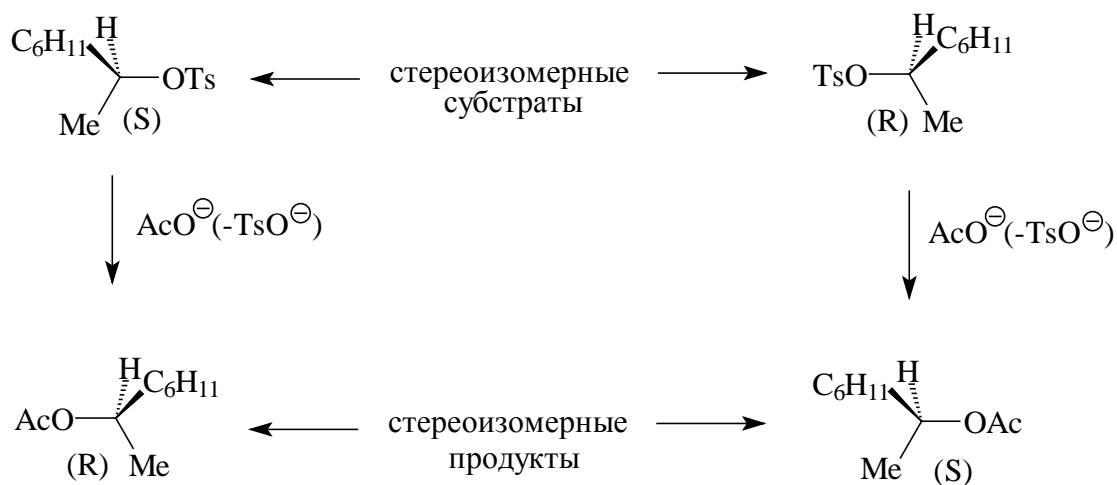 H
C₆H₁₁
OTs
Me (S)
стереоизомерные
субстраты
H
C₆H₁₁
TsO
(R) Me
AcO⊖(-TsO⊖)
AcO⊖(-TsO⊖)
H
C₆H₁₁
AcO
(R) Me
стереоизомерные
продукты
H
C₆H₁₁
OAc
Me (S)